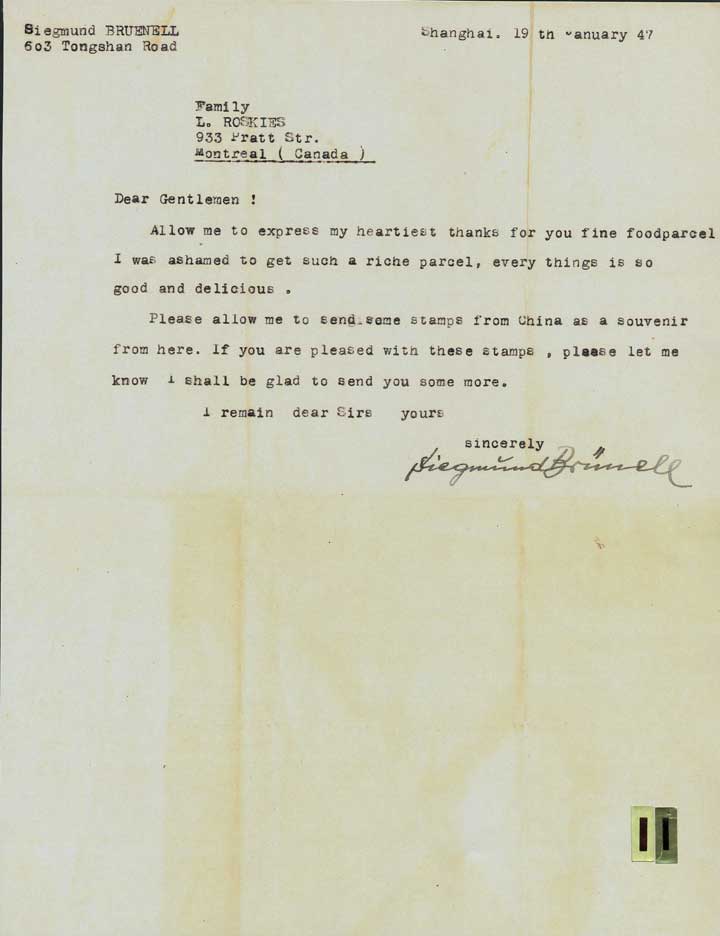 Siegmund BRUENELL
603 Tongshan Road
Shanghai. 19 th January 47
Family
L. ROSKIES
933 Pratt Str.
Montreal ( Canada )
Dear Gentlemen !
Allow me to express my heartiest thanks for you fine foodparcel
I was ashamed to get such a riche parcel, every things is so
good and delicious .
Please allow me to send some stamps from China as a souvenir
from here. If you are pleased with these stamps , please let me
know I shall be glad to send you some more.
I remain dear Sirs yours
sincerely
Siegmund Brünell